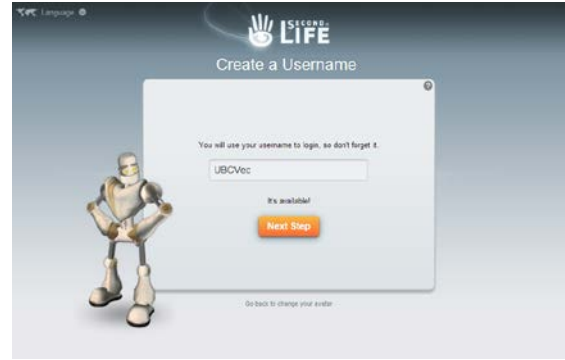 Language
SECOND
LIFE
Create a Username
?
You will use your username to login, so don't forget it.
UBCVec
It's available!
Next Step
Go back to change your avatar